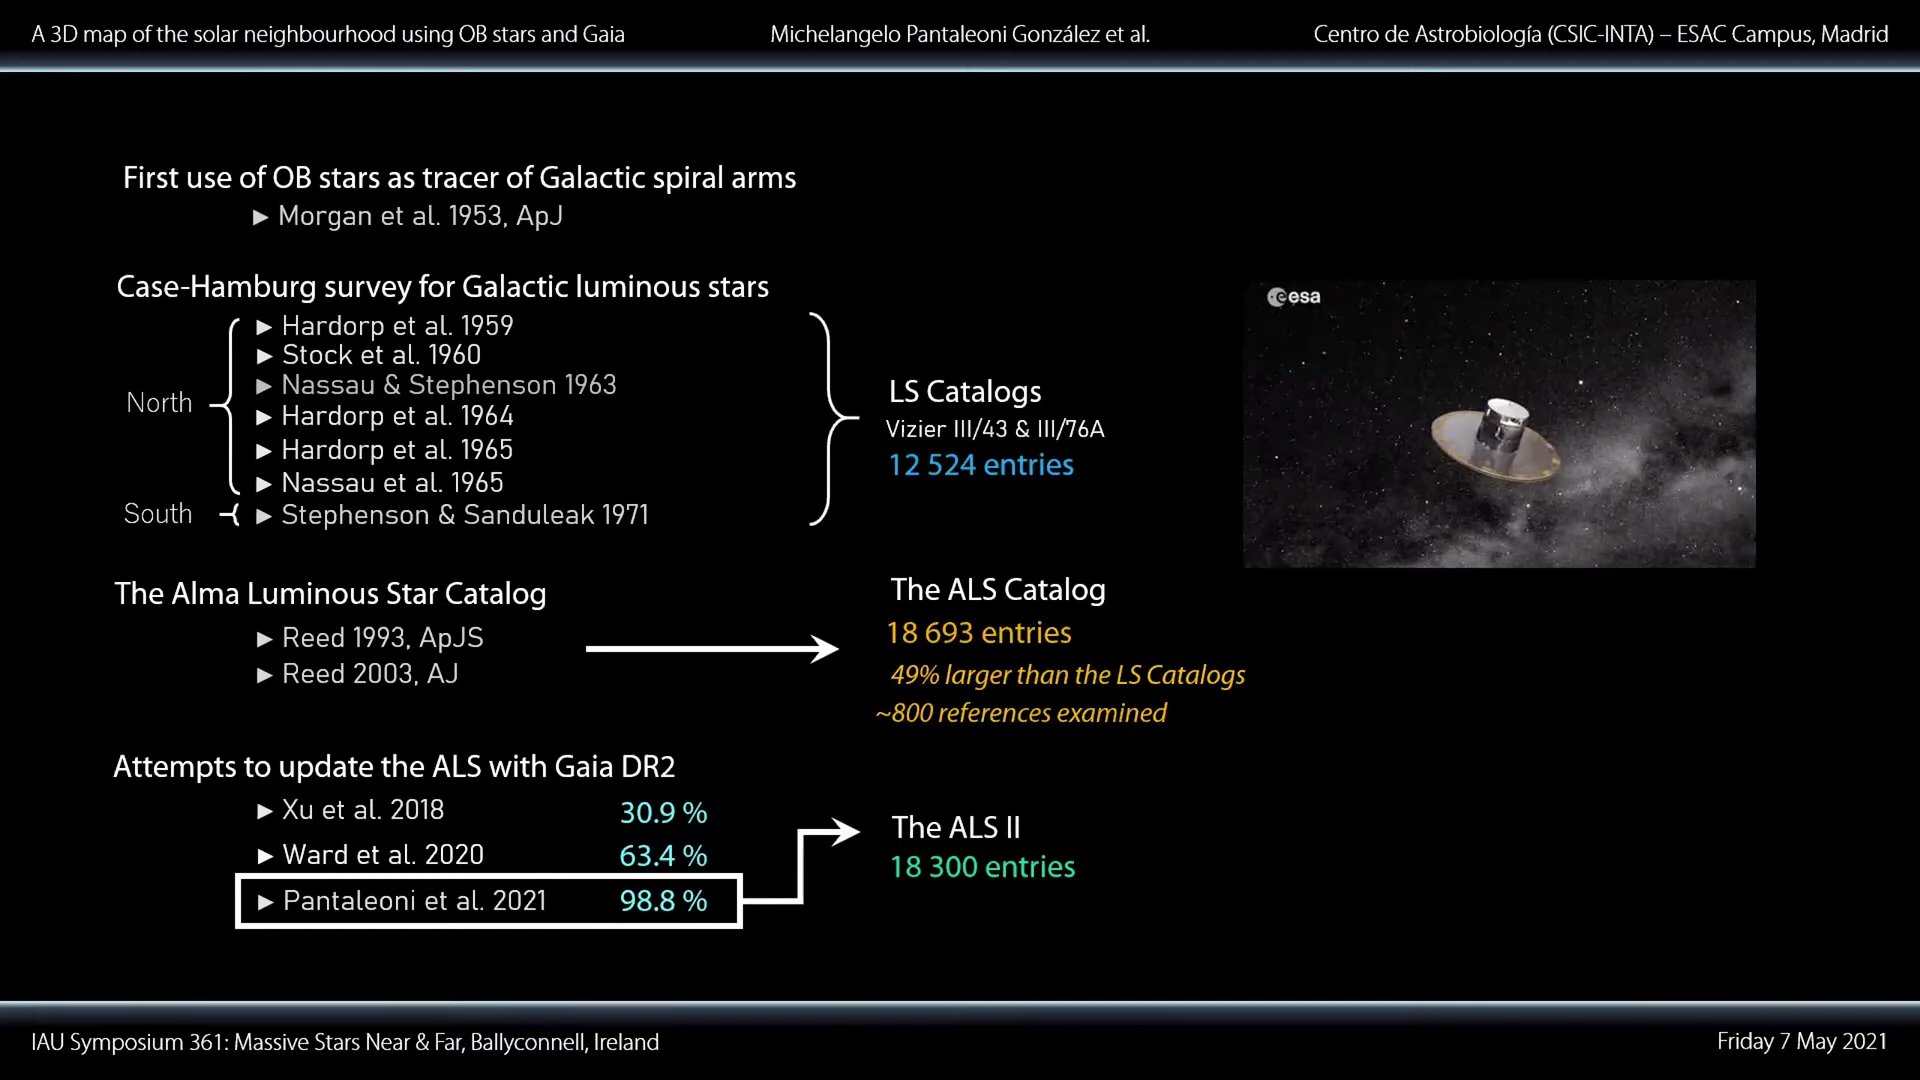 A 3D map of the solar neighbourhood using OB stars and Gaia
Michelangelo Pantaleoni González et al.
Centro de Astrobiología (CSIC-INTA) – ESAC Campus, Madrid
First use of OB stars as tracer of Galactic spiral arms
► Morgan et al. 1953, ApJ
Case-Hamburg survey for Galactic luminous stars
North
► Hardorp et al. 1959
► Stock et al. 1960
► Nassau & Stephenson 1963
► Hardorp et al. 1964
► Hardorp et al. 1965
► Nassau et al. 1965
South
► Stephenson & Sanduleak 1971
LS Catalogs
Vizier III/43 & III/76A
12 524 entries
esa
The Alma Luminous Star Catalog
► Reed 1993, ApJS
► Reed 2003, AJ
The ALS Catalog
18 693 entries
49% larger than the LS Catalogs
~800 references examined
Attempts to update the ALS with Gaia DR2
► Xu et al. 2018 30.9 %
► Ward et al. 2020 63.4 %
► Pantaleoni et al. 2021 98.8 %
The ALS II
18 300 entries
IAU Symposium 361: Massive Stars Near & Far, Ballyconnell, Ireland
Friday 7 May 2021